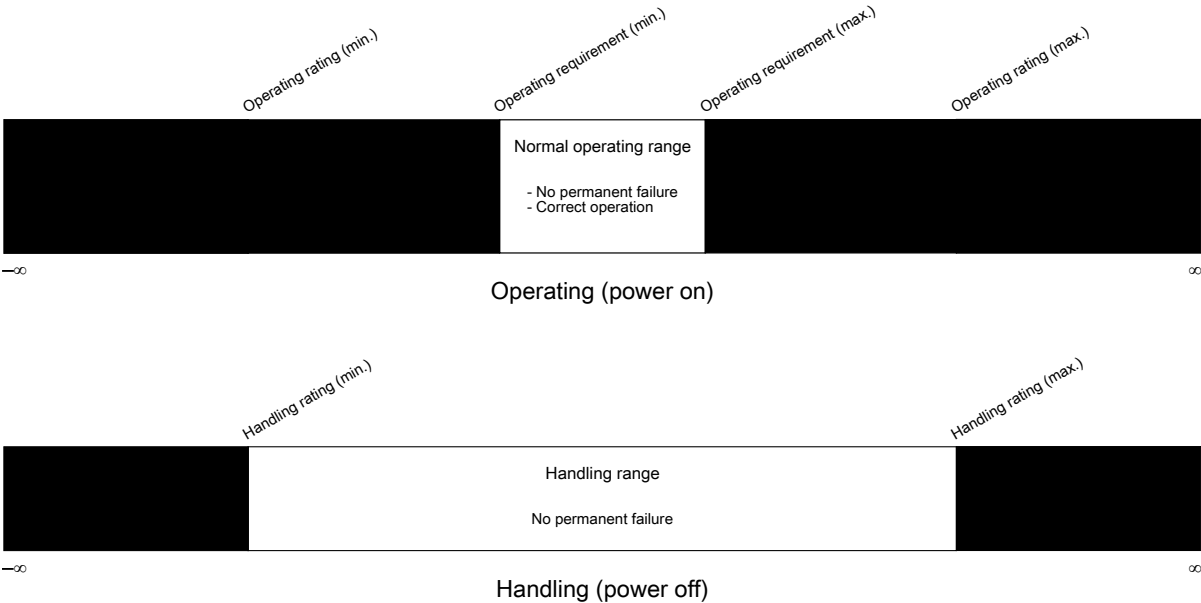 Operating rating (min.)
Operating requirement (min.)
Operating requirement (max.)
Operating rating (max.)
Normal operating range
- No permanent failure
- Correct operation
–∞
∞
Operating (power on)
Handling rating (min.)
Handling rating (max.)
Handling range
No permanent failure
–∞
∞
Handling (power off)